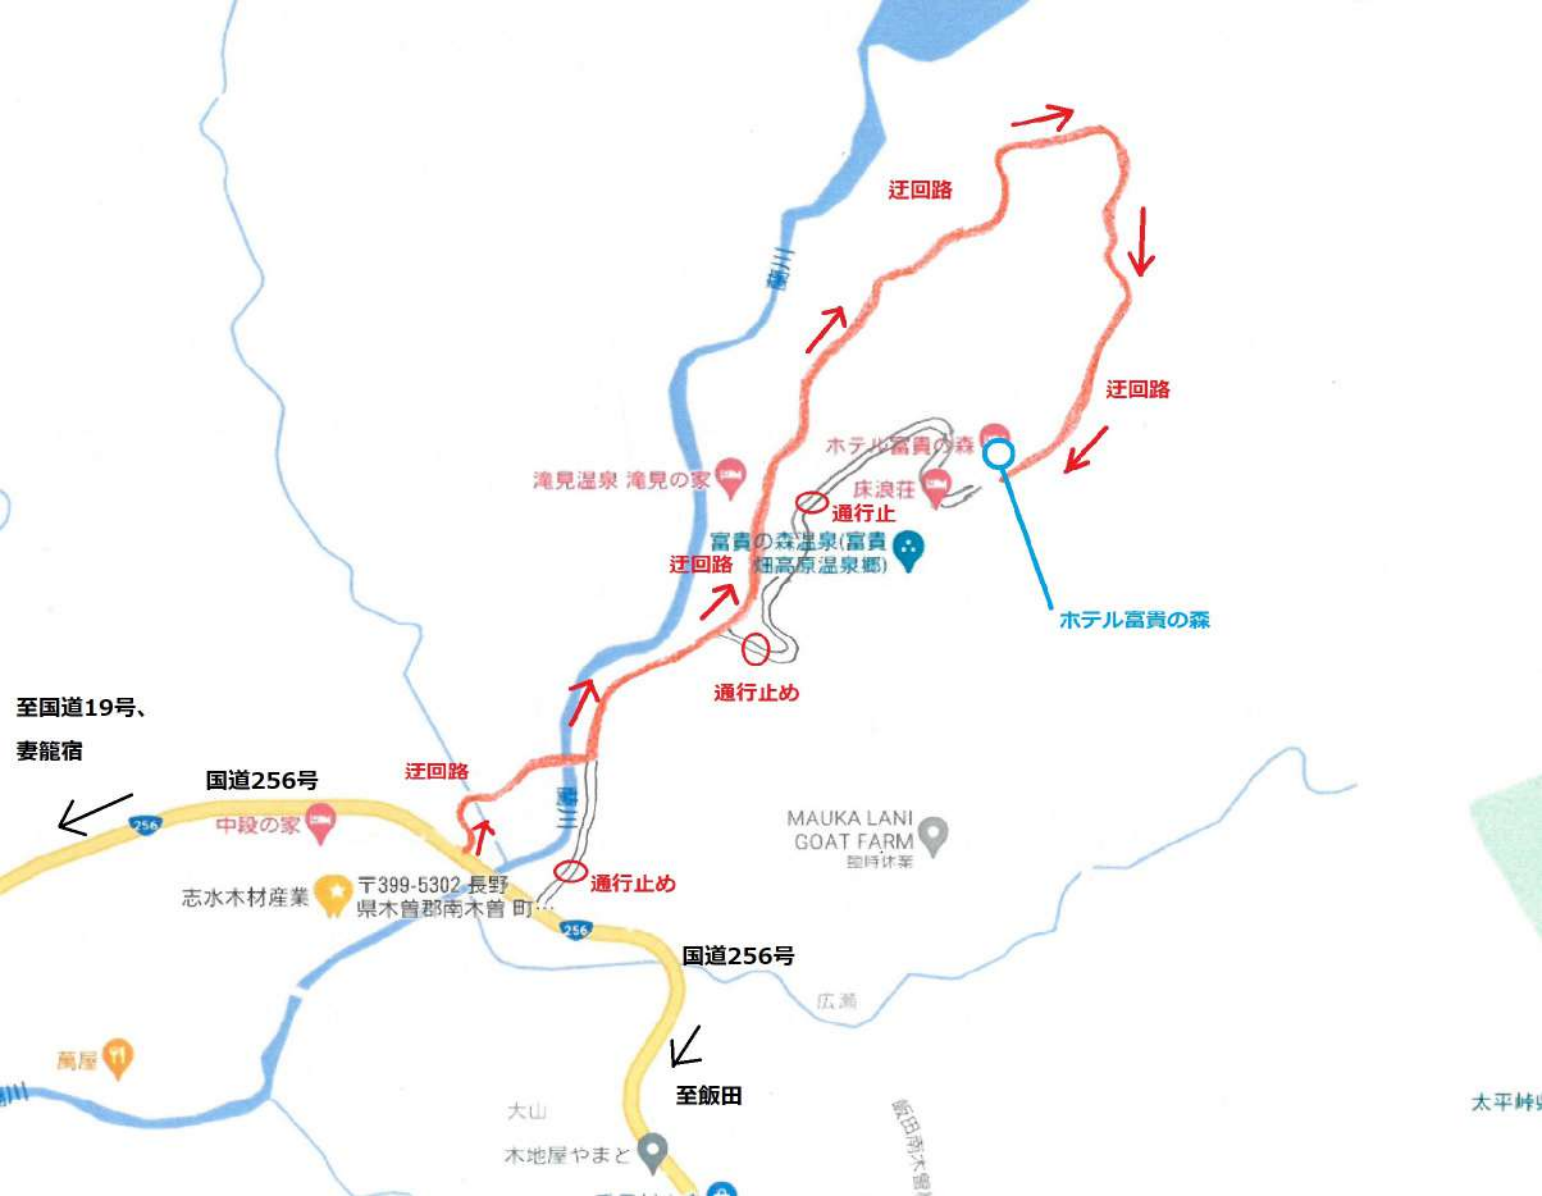 迂回路
蘭川
迂回路
ホテル富貴の森
滝見温泉 滝見の家
床浪荘
通行止
富貴の森温泉(富貴
畑高原温泉郷)
迂回路
ホテル富貴の森
通行止め
至国道19号、
妻籠宿
迂回路
国道256号
256
中段の家
蘭川
MAUKA LANI
GOAT FARM
臨時休業
志水木材産業
〒399-5302 長野
県木曽郡南木曽 町…
通行止め
256
国道256号
広瀬
萬屋
川
至飯田
大山
木地屋やまと
太平峠